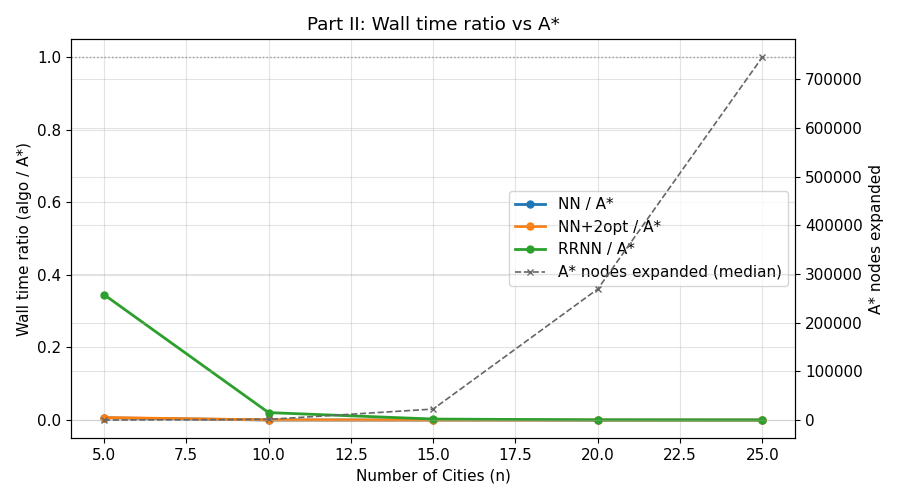 Part II: Wall time ratio vs A*
Wall time ratio (algo / A*)
1.0
0.8
0.6
0.4
0.2
0.0
NN / A*
NN+2opt / A*
RRNN / A*
A* nodes expanded (median)
700000
600000
500000
400000
300000
200000
100000
0
A* nodes expanded
5.0 7.5 10.0 12.5 15.0 17.5 20.0 22.5 25.0
Number of Cities (n)